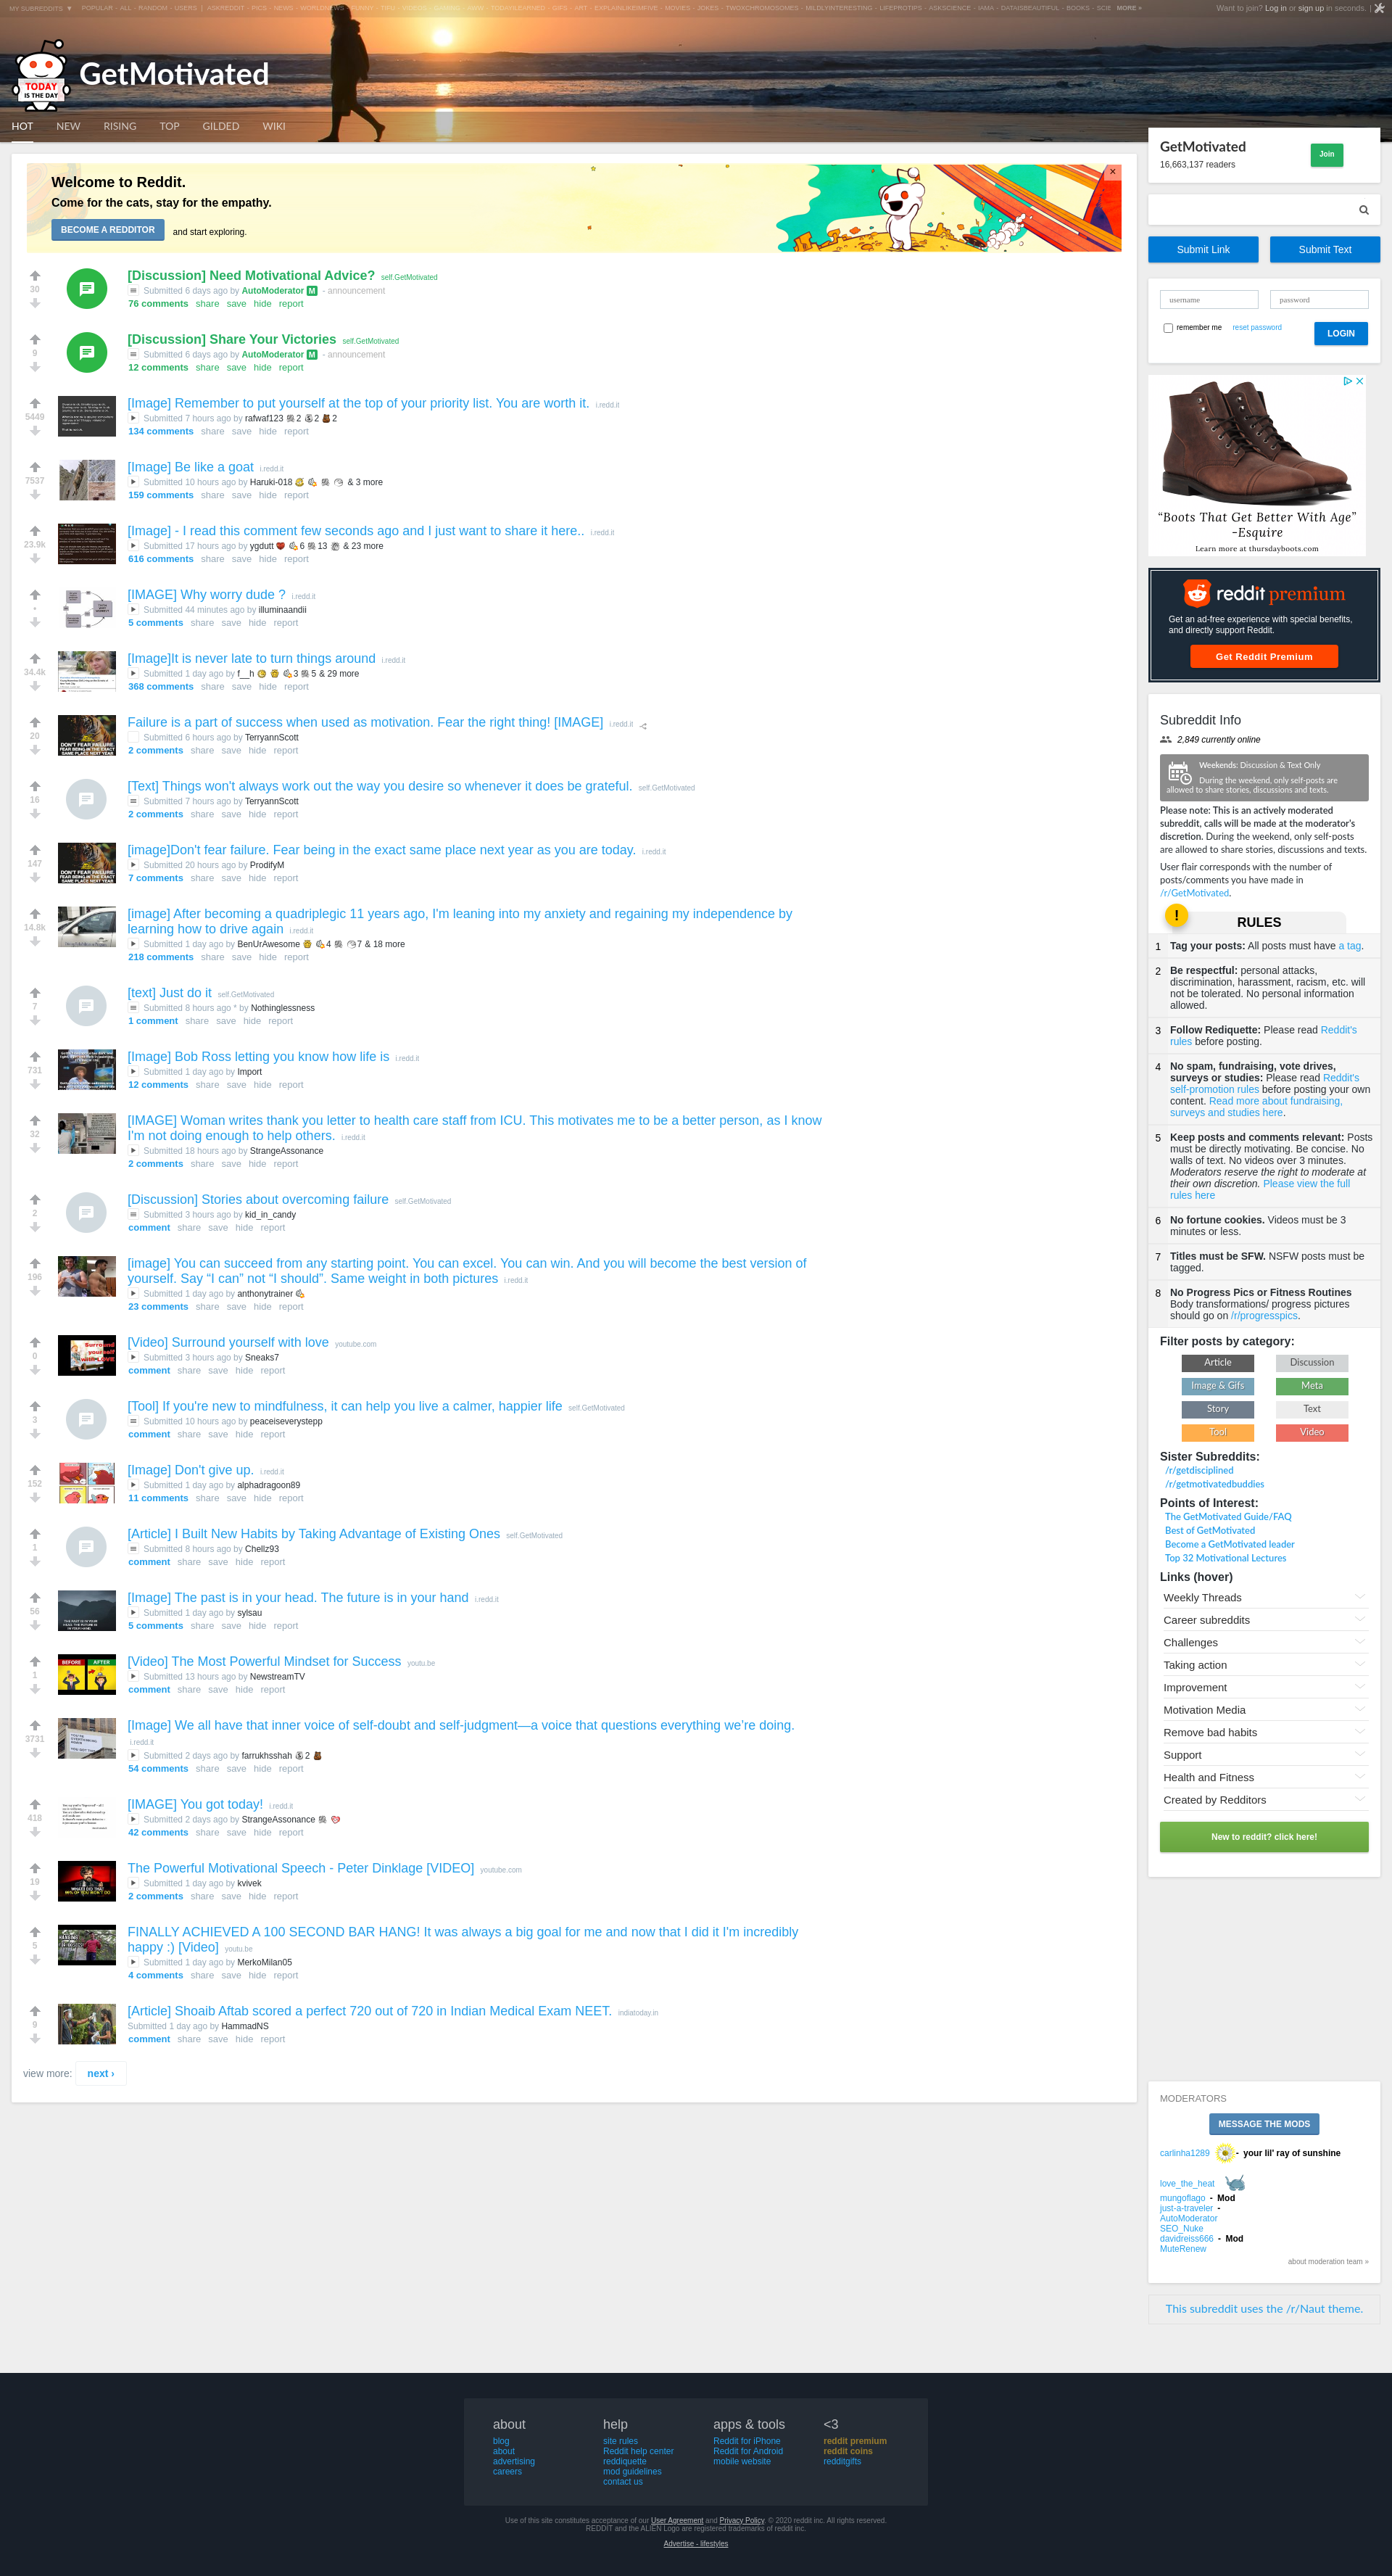 MY SUBREDDITS ▼ POPULAR - ALL - RANDOM - USERS | ASKREDDIT - PICS - NEWS - WORLDNEWS - FUNNY - TIFU - VIDEOS - GAMING - AWW - TODAYILEARNED - GIFS - ART - EXPLAINLIKEIMFIVE - MOVIES - JOKES - TWOXCHROMOSOMES - MILDLYINTERESTING - LIFEPROTIPS - ASKSCIENCE - IAMA - DATAISBEAUTIFUL - BOOKS - SCIE MORE »
Want to join? Log in or sign up in seconds. |
TODAY
IS THE DAY
GetMotivated
HOT NEW RISING TOP GILDED WIKI
Welcome to Reddit.
Come for the cats, stay for the empathy.
BECOME A REDDITOR and start exploring.
×
30
[Discussion] Need Motivational Advice? self.GetMotivated
Submitted 6 days ago by AutoModerator M - announcement
76 comments share save hide report
9
[Discussion] Share Your Victories self.GetMotivated
Submitted 6 days ago by AutoModerator M - announcement
12 comments share save hide report
5449
[Image] Remember to put yourself at the top of your priority list. You are worth it. i.redd.it
Submitted 7 hours ago by rafwaf123 2 2 2
134 comments share save hide report
7537
[Image] Be like a goat i.redd.it
Submitted 10 hours ago by Haruki-018 & 3 more
159 comments share save hide report
23.9k
[Image] - I read this comment few seconds ago and I just want to share it here.. i.redd.it
Submitted 17 hours ago by ygdutt 6 13 & 23 more
616 comments share save hide report
•
[IMAGE] Why worry dude ? i.redd.it
Submitted 44 minutes ago by illuminaandii
5 comments share save hide report
34.4k
[Image]It is never late to turn things around i.redd.it
Submitted 1 day ago by f__h 3 5 & 29 more
368 comments share save hide report
20
DON'T FEAR FAILURE.
FEAR BEING IN THE EXACT
SAME PLACE NEXT YEAR
Failure is a part of success when used as motivation. Fear the right thing! [IMAGE] i.redd.it
Submitted 6 hours ago by TerryannScott
2 comments share save hide report
16
[Text] Things won't always work out the way you desire so whenever it does be grateful. self.GetMotivated
Submitted 7 hours ago by TerryannScott
2 comments share save hide report
147
DON'T FEAR FAILURE.
FEAR BEING IN THE EXACT
SAME PLACE NEXT YEAR
[image]Don't fear failure. Fear being in the exact same place next year as you are today. i.redd.it
Submitted 20 hours ago by ProdifyM
7 comments share save hide report
14.8k
[image] After becoming a quadriplegic 11 years ago, I'm leaning into my anxiety and regaining my independence by
learning how to drive again i.redd.it
Submitted 1 day ago by BenUrAwesome 4 7 & 18 more
218 comments share save hide report
7
[text] Just do it self.GetMotivated
Submitted 8 hours ago * by Nothinglessness
1 comment share save hide report
731
[Image] Bob Ross letting you know how life is i.redd.it
Submitted 1 day ago by Import
12 comments share save hide report
32
[IMAGE] Woman writes thank you letter to health care staff from ICU. This motivates me to be a better person, as I know
I'm not doing enough to help others. i.redd.it
Submitted 18 hours ago by StrangeAssonance
2 comments share save hide report
2
[Discussion] Stories about overcoming failure self.GetMotivated
Submitted 3 hours ago by kid_in_candy
comment share save hide report
196
[image] You can succeed from any starting point. You can excel. You can win. And you will become the best version of
yourself. Say “I can” not “I should”. Same weight in both pictures i.redd.it
Submitted 1 day ago by anthonytrainer
23 comments share save hide report
0
Surround
yourself
with LOVE
[Video] Surround yourself with love youtube.com
Submitted 3 hours ago by Sneaks7
comment share save hide report
3
[Tool] If you're new to mindfulness, it can help you live a calmer, happier life self.GetMotivated
Submitted 10 hours ago by peaceiseverystepp
comment share save hide report
152
[Image] Don't give up. i.redd.it
Submitted 1 day ago by alphadragoon89
11 comments share save hide report
1
[Article] I Built New Habits by Taking Advantage of Existing Ones self.GetMotivated
Submitted 8 hours ago by Chellz93
comment share save hide report
56
[Image] The past is in your head. The future is in your hand i.redd.it
Submitted 1 day ago by sylsau
5 comments share save hide report
1
BEFORE AFTER
[Video] The Most Powerful Mindset for Success youtu.be
Submitted 13 hours ago by NewstreamTV
comment share save hide report
3731
[Image] We all have that inner voice of self-doubt and self-judgment—a voice that questions everything we're doing.
i.redd.it
Submitted 2 days ago by farrukhsshah 2
54 comments share save hide report
418
[IMAGE] You got today! i.redd.it
Submitted 2 days ago by StrangeAssonance
42 comments share save hide report
19
The Powerful Motivational Speech - Peter Dinklage [VIDEO] youtube.com
Submitted 1 day ago by kvivek
2 comments share save hide report
5
FINALLY ACHIEVED A 100 SECOND BAR HANG! It was always a big goal for me and now that I did it I'm incredibly
happy :) [Video] youtu.be
Submitted 1 day ago by MerkoMilan05
4 comments share save hide report
9
[Article] Shoaib Aftab scored a perfect 720 out of 720 in Indian Medical Exam NEET. indiatoday.in
Submitted 1 day ago by HammadNS
comment share save hide report
view more: next ›
GetMotivated
16,663,137 readers
Join
Submit Link Submit Text
username password
remember me reset password LOGIN
“Boots That Get Better With Age”
-Esquire
Learn more at thursdayboots.com
reddit premium
Get an ad-free experience with special benefits,
and directly support Reddit.
Get Reddit Premium
Subreddit Info
2,849 currently online
Weekends: Discussion & Text Only
During the weekend, only self-posts are
allowed to share stories, discussions and texts.
Please note: This is an actively moderated
subreddit, calls will be made at the moderator's
discretion. During the weekend, only self-posts
are allowed to share stories, discussions and texts.
User flair corresponds with the number of
posts/comments you have made in
/r/GetMotivated.
! RULES
1 Tag your posts: All posts must have a tag.
2 Be respectful: personal attacks,
discrimination, harassment, racism, etc. will
not be tolerated. No personal information
allowed.
3 Follow Rediquette: Please read Reddit's
rules before posting.
4 No spam, fundraising, vote drives,
surveys or studies: Please read Reddit's
self-promotion rules before posting your own
content. Read more about fundraising,
surveys and studies here.
5 Keep posts and comments relevant: Posts
must be directly motivating. Be concise. No
walls of text. No videos over 3 minutes.
Moderators reserve the right to moderate at
their own discretion. Please view the full
rules here
6 No fortune cookies. Videos must be 3
minutes or less.
7 Titles must be SFW. NSFW posts must be
tagged.
8 No Progress Pics or Fitness Routines
Body transformations/ progress pictures
should go on /r/progresspics.
Filter posts by category:
Article Discussion
Image & Gifs Meta
Story Text
Tool Video
Sister Subreddits:
/r/getdisciplined
/r/getmotivatedbuddies
Points of Interest:
The GetMotivated Guide/FAQ
Best of GetMotivated
Become a GetMotivated leader
Top 32 Motivational Lectures
Links (hover)
Weekly Threads
Career subreddits
Challenges
Taking action
Improvement
Motivation Media
Remove bad habits
Support
Health and Fitness
Created by Redditors
New to reddit? click here!
MODERATORS
MESSAGE THE MODS
carlinha1289 - your lil' ray of sunshine
love_the_heat
mungoflago - Mod
just-a-traveler -
AutoModerator
SEO_Nuke
davidreiss666 - Mod
MuteRenew
about moderation team »
This subreddit uses the /r/Naut theme.
about help apps & tools <3
blog site rules Reddit for iPhone reddit premium
about Reddit help center Reddit for Android reddit coins
advertising reddiquette mobile website redditgifts
careers mod guidelines
contact us
Use of this site constitutes acceptance of our User Agreement and Privacy Policy. © 2020 reddit inc. All rights reserved.
REDDIT and the ALIEN Logo are registered trademarks of reddit inc.
Advertise - lifestyles